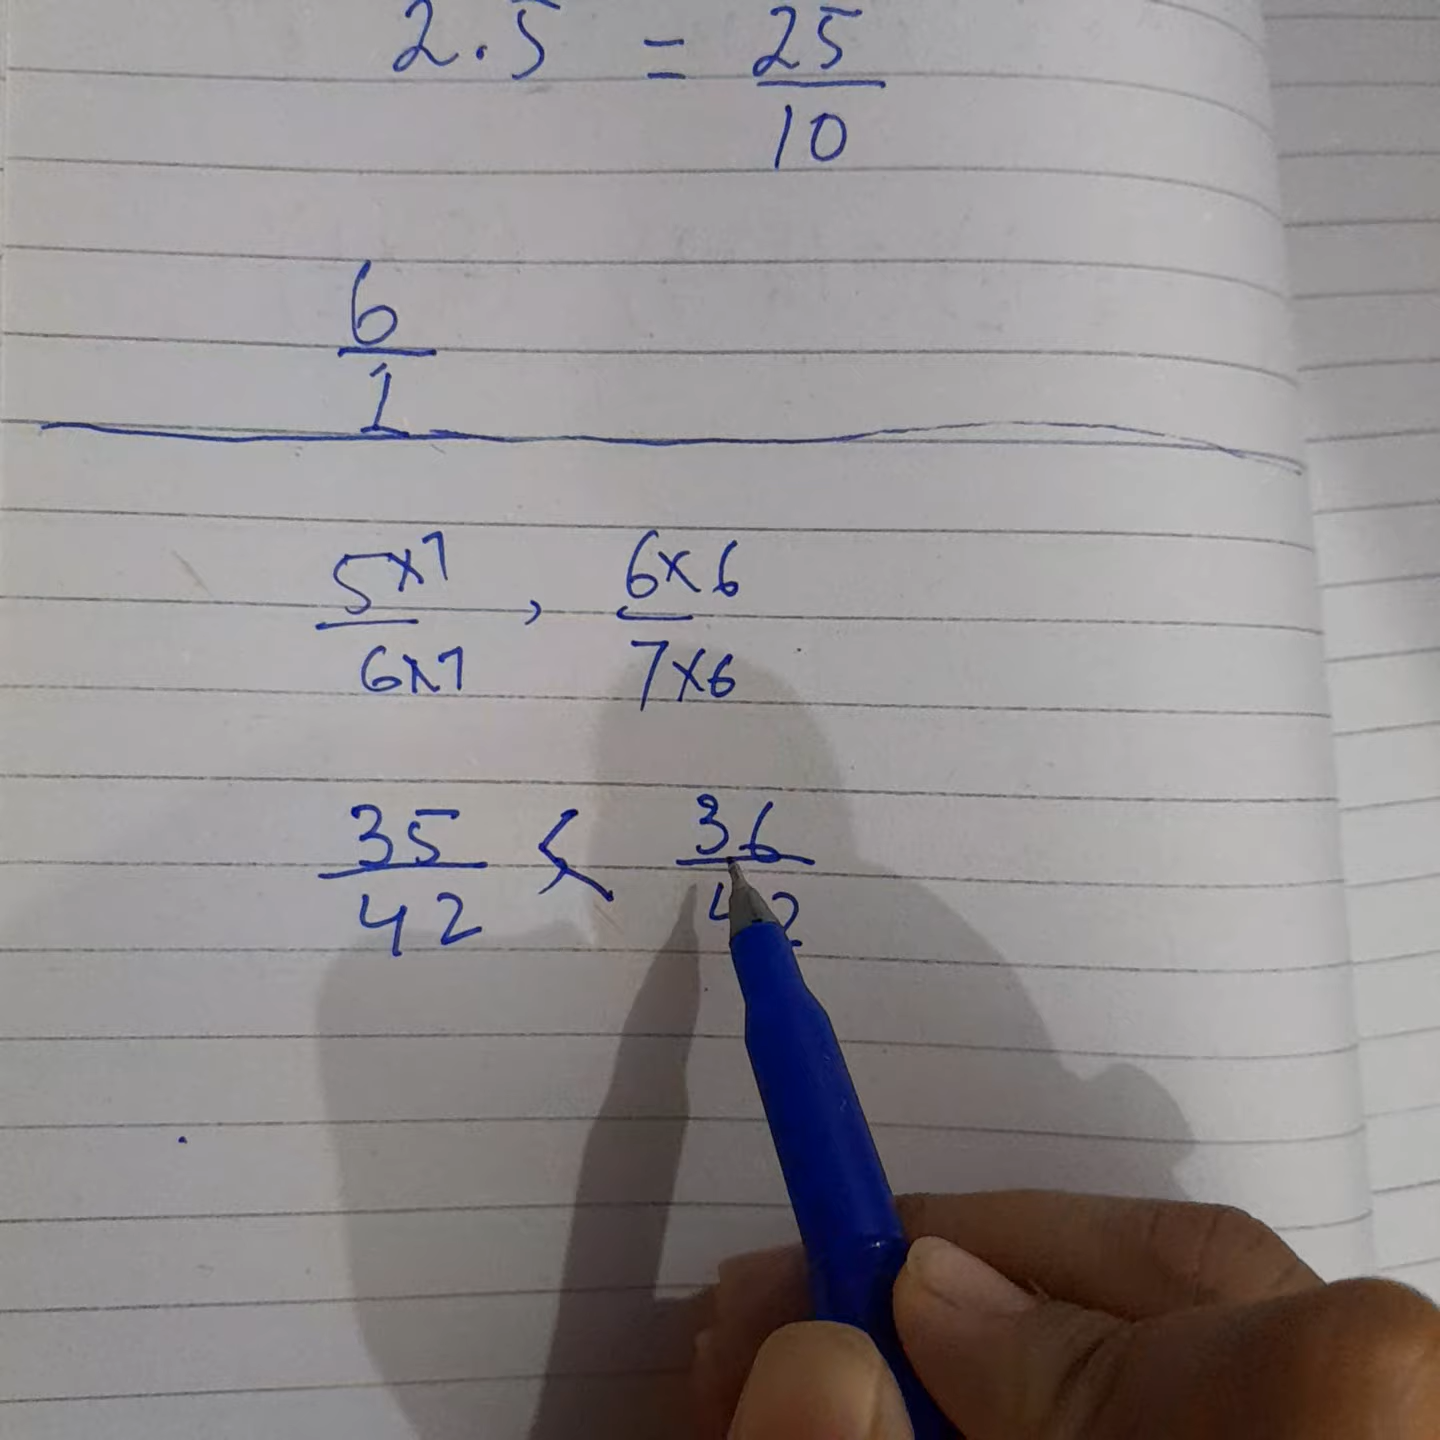 2.5 = 25/10
6/1
5×7/6×7 , 6×6/7×6
35/42 < 36/42